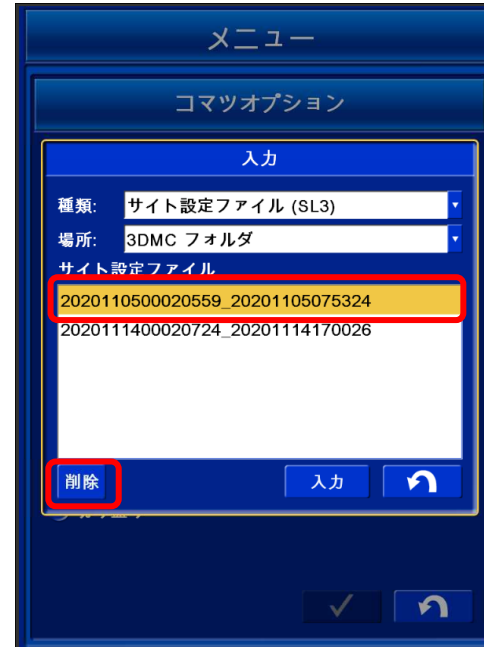 メニュー
コマツオプション
入力
種類: サイト設定ファイル (SL3)
場所: 3DMC フォルダ
サイト設定ファイル
2020110500020559_20201105075324
2020111400020724_20201114170026
削除 入力